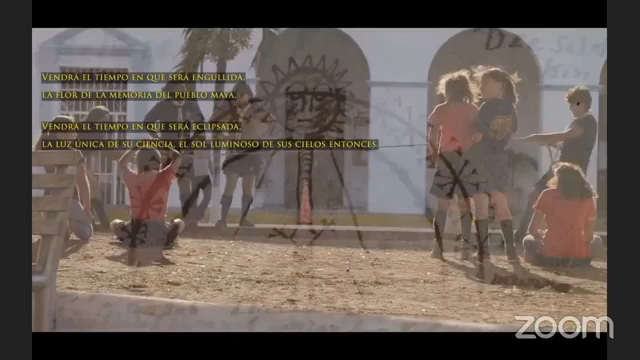 Vendrá el tiempo en que será engullida,
la flor de la memoria del pueblo maya.
Vendrá el tiempo en que será eclipsada,
la luz única de su ciencia, el sol luminoso de sus cielos entonces.
zoom